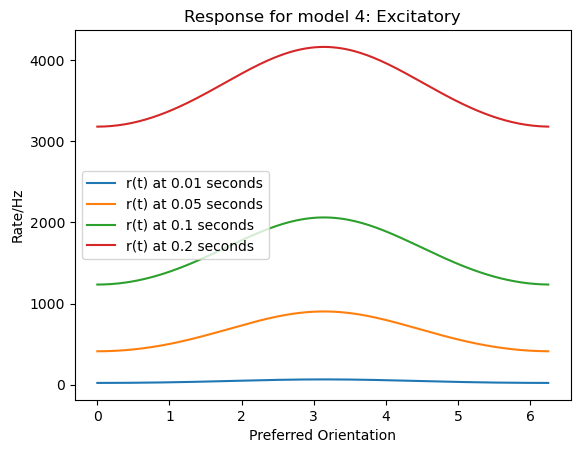 Response for model 4: Excitatory
4000
3000
2000
1000
0
Rate/Hz
r(t) at 0.01 seconds
r(t) at 0.05 seconds
r(t) at 0.1 seconds
r(t) at 0.2 seconds
0 1 2 3 4 5 6
Preferred Orientation